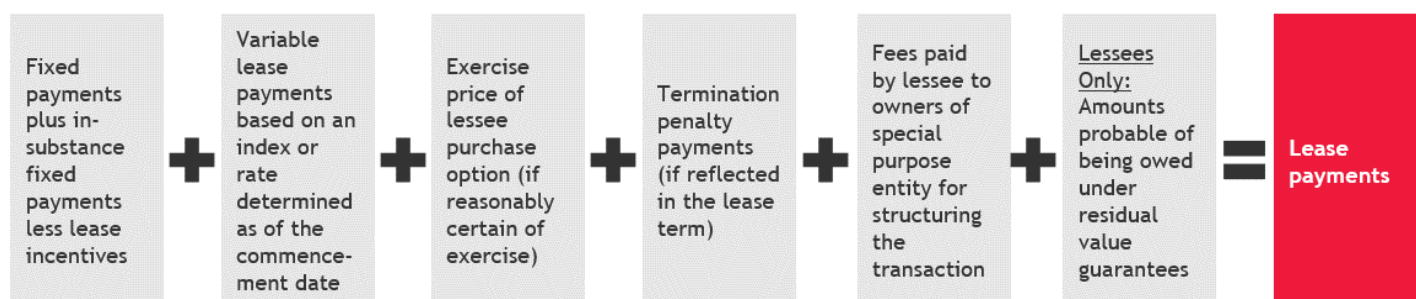 Fixed
payments
plus in-
substance
fixed
payments
less lease
incentives
Variable
lease
payments
based on an
index or
rate
determined
as of the
commence-
ment date
Exercise
price of
lessee
purchase
option (if
reasonably
certain of
exercise)
Termination
penalty
payments
(if reflected
in the lease
term)
Fees paid
by lessee to
owners of
special
purpose
entity for
structuring
the
transaction
Lessees
Only:
Amounts
probable of
being owed
under
residual
value
guarantees
Lease
payments